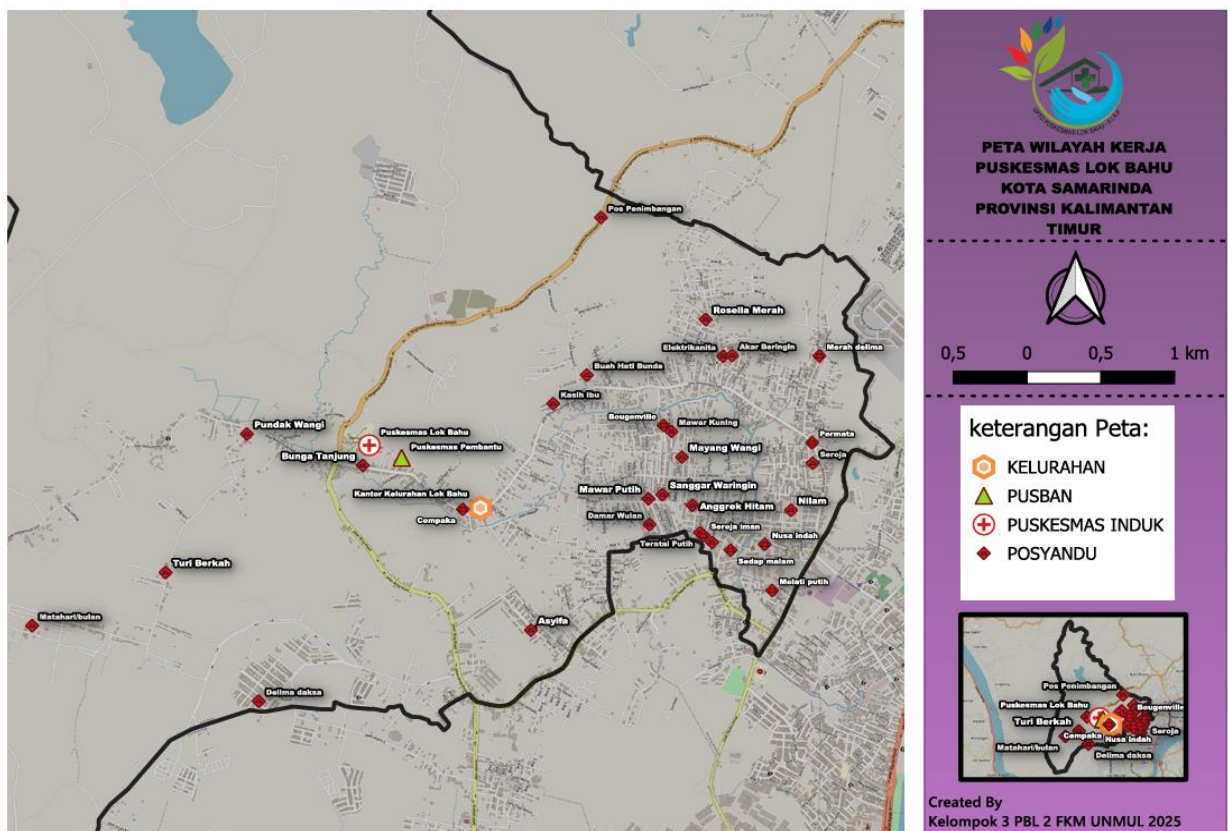 Pos Penimbangan
Rosella Merah
Elektrikanita
Akar Beringin
Merah delima
Buah Hati Bunda
Kasih Ibu
Bougenville
Mawar Kuning
Pundak Wangi
Puskesmas Lok Bahu
Puskesmas Pembantu
Bunga Tanjung
Mayang Wangi
Permata
Seroja
Kantor Kelurahan Lok Bahu
Cempaka
Mawar Putih
Sanggar Waringin
Anggrek Hitam
Nilam
Damar Wulan
Seroja iman
Teratai Putih
Nusa indah
Sedap malam
Turi Berkah
Melati putih
Matahari/bulan
Asyifa
Delima daksa
PETA WILAYAH KERJA
PUSKESMAS LOK BAHU
KOTA SAMARINDA
PROVINSI KALIMANTAN
TIMUR
0,5 0 0,5 1 km
keterangan Peta:
KELURAHAN
PUSBAN
PUSKESMAS INDUK
POSYANDU
Pos Penimbangan
Puskesmas Lok Bahu
Bougenville
Turi Berkah
Cempaka
Seroja
Nusa indah
Matahari/bulan
Delima daksa
Created By
Kelompok 3 PBL 2 FKM UNMUL 2025